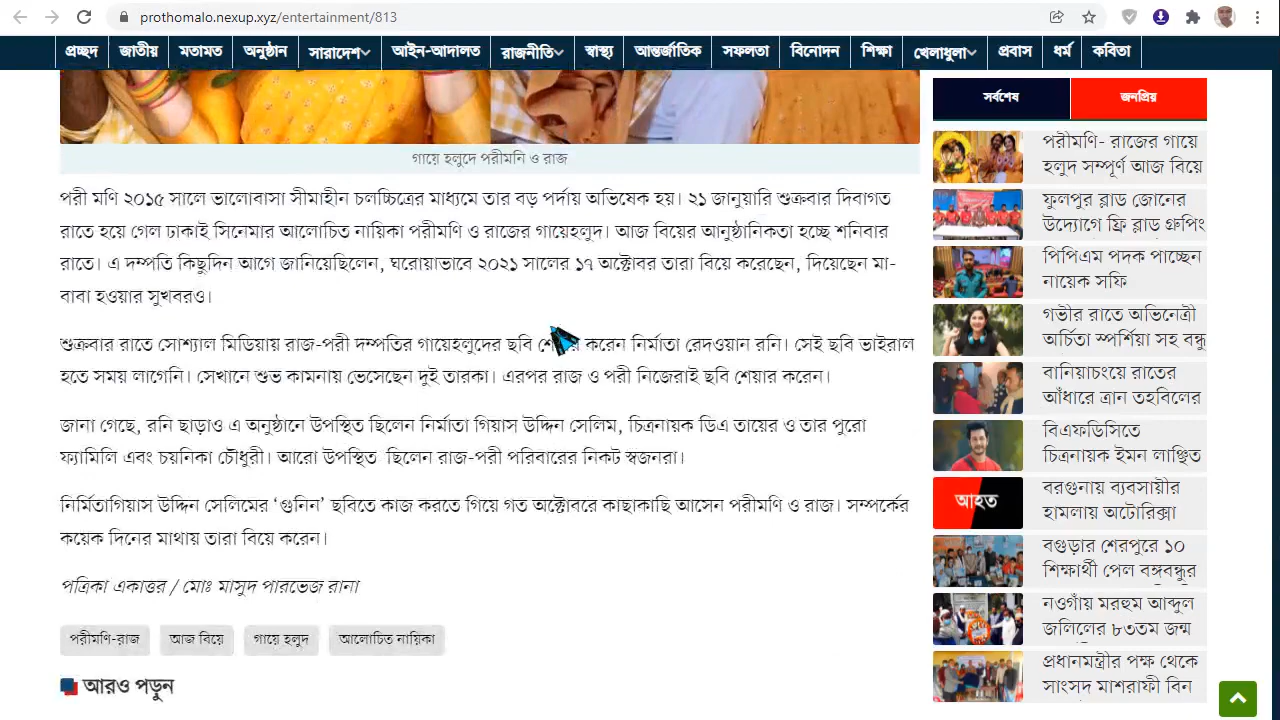 prothomalo.nexup.xyz/entertainment/813
প্রচ্ছদ জাতীয় মতামত অনুষ্ঠান সারাদেশ আইন-আদালত রাজনীতি স্বাস্থ্য আন্তর্জাতিক সফলতা বিনোদন শিক্ষা খেলাধুলা প্রবাস ধর্ম কবিতা
গায়ে হলুদে পরীমনি ও রাজ
পরী মণি ২০১৫ সালে ভালোবাসা সীমাহীন চলচ্চিত্রের মাধ্যমে তার বড় পর্দায় অভিষেক হয়। ২১ জানুয়ারি শুক্রবার দিবাগত
রাতে হয়ে গেল ঢাকাই সিনেমার আলোচিত নায়িকা পরীমণি ও রাজের গায়েহলুদ। আজ বিয়ের আনুষ্ঠানিকতা হচ্ছে শনিবার
রাতে। এ দম্পতি কিছুদিন আগে জানিয়েছিলেন, ঘরোয়াভাবে ২০২১ সালের ১৭ অক্টোবর তারা বিয়ে করেছেন, দিয়েছেন মা-
বাবা হওয়ার সুখবরও।
শুক্রবার রাতে সোশ্যাল মিডিয়ায় রাজ-পরী দম্পতির গায়েহলুদের ছবি শেয়ার করেন নির্মাতা রেদওয়ান রনি। সেই ছবি ভাইরাল
হতে সময় লাগেনি। সেখানে শুভ কামনায় ভেসেছেন দুই তারকা। এরপর রাজ ও পরী নিজেরাই ছবি শেয়ার করেন।
জানা গেছে, রনি ছাড়াও এ অনুষ্ঠানে উপস্থিত ছিলেন নির্মাতা গিয়াস উদ্দিন সেলিম, চিত্রনায়ক ডিএ তায়ের ও তার পুরো
ফ্যামিলি এবং চয়নিকা চৌধুরী। আরো উপস্থিত ছিলেন রাজ-পরী পরিবারের নিকট স্বজনরা।
নির্মিতাগিয়াস উদ্দিন সেলিমের ‘গুনিন’ ছবিতে কাজ করতে গিয়ে গত অক্টোবরে কাছাকাছি আসেন পরীমণি ও রাজ। সম্পর্কের
কয়েক দিনের মাথায় তারা বিয়ে করেন।
পত্রিকা একাত্তর / মোঃ মাসুদ পারভেজ রানা
পরীমণি-রাজ আজ বিয়ে গায়ে হলুদ আলোচিত নায়িকা
আরও পড়ুন
সর্বশেষ জনপ্রিয়
পরীমণি- রাজের গায়ে
হলুদ সম্পূর্ণ আজ বিয়ে
ফুলপুর ব্লাড জোনের
উদ্যোগে ফ্রি ব্লাড গ্রুপিং
পিপিএম পদক পাচ্ছেন
নায়েক সফি
গভীর রাতে অভিনেত্রী
অর্চিতা স্পর্শিয়া সহ বন্ধু
বানিয়াচংয়ে রাতের
আঁধারে ত্রান তহবিলের
বিএফডিসিতে
চিত্রনায়ক ইমন লাঞ্ছিত
আহত
বরগুনায় ব্যবসায়ীর
হামলায় অটোরিক্সা
বগুড়ার শেরপুরে ১০
শিক্ষার্থী পেল বঙ্গবন্ধুর
নওগাঁয় মরহুম আব্দুল
জলিলের ৮৩তম জন্ম
প্রধানমন্ত্রীর পক্ষ থেকে
সাংসদ মাশরাফী বিন